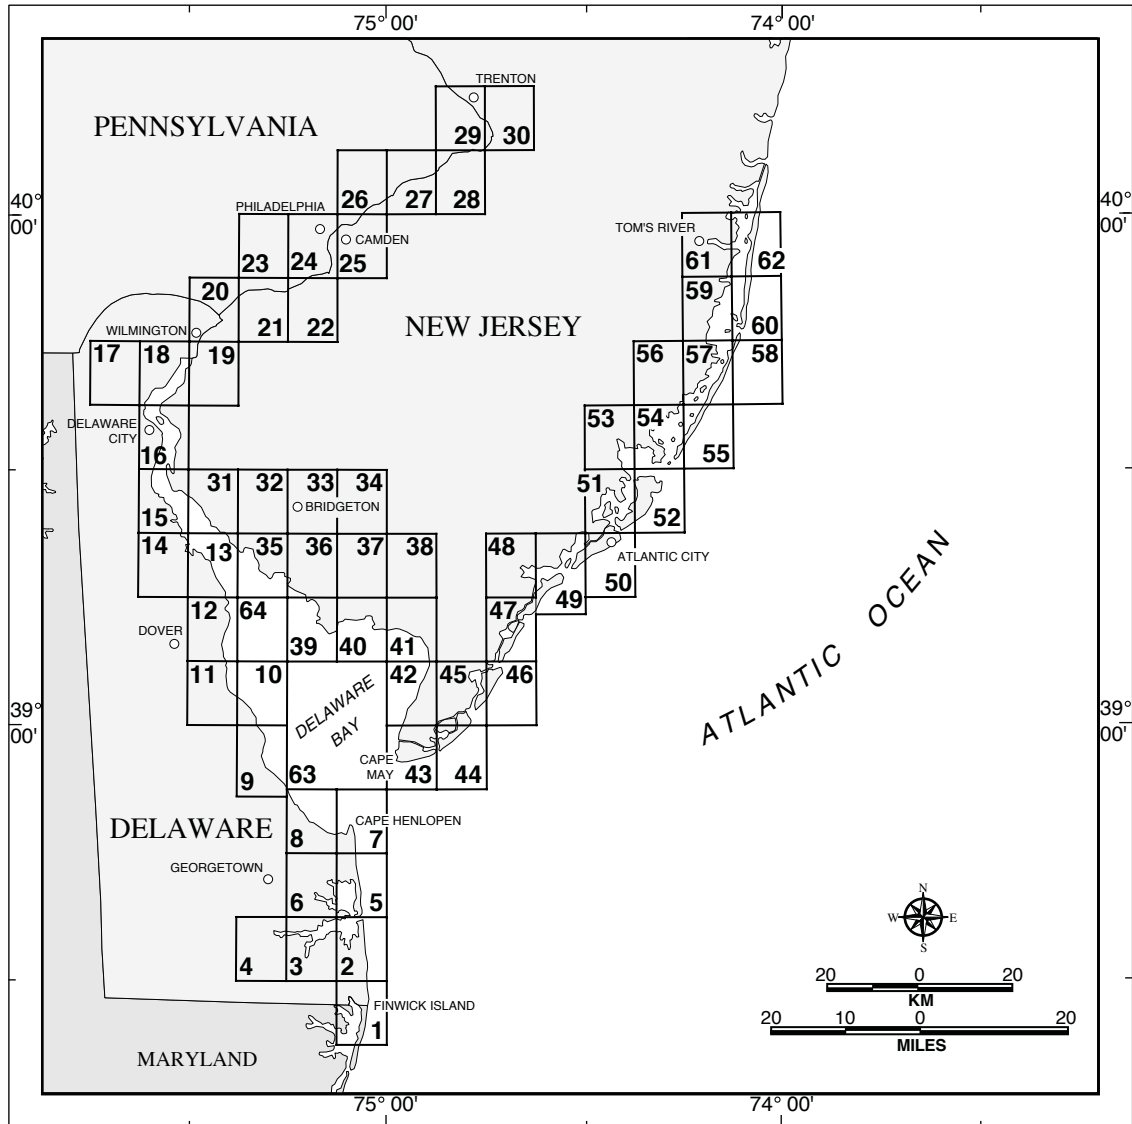 75° 00' 74° 00'
TRENTON
PENNSYLVANIA
29 30
26 27 28
40° 00' 40° 00'
PHILADELPHIA
TOM'S RIVER
CAMDEN
23 24 25 61 62
20 59
NEW JERSEY
WILMINGTON
21 22 60
17 18 19 56 57 58
DELAWARE CITY
53 54
16 55
31 32 33 34 51
BRIDGETON
15 52
14 13 35 36 37 38 48
ATLANTIC CITY
50
49
12 64 47
DOVER
39 40 41
11 10 42 45 46
DELAWARE BAY
ATLANTIC OCEAN
39° 00' 39° 00'
CAPE MAY
9 63 43 44
DELAWARE
CAPE HENLOPEN
8 7
GEORGETOWN
6 5
N
W E
S
4 3 2
20 0 20
KM
FINWICK ISLAND
20 10 0 20
1
MILES
MARYLAND
75° 00' 74° 00'